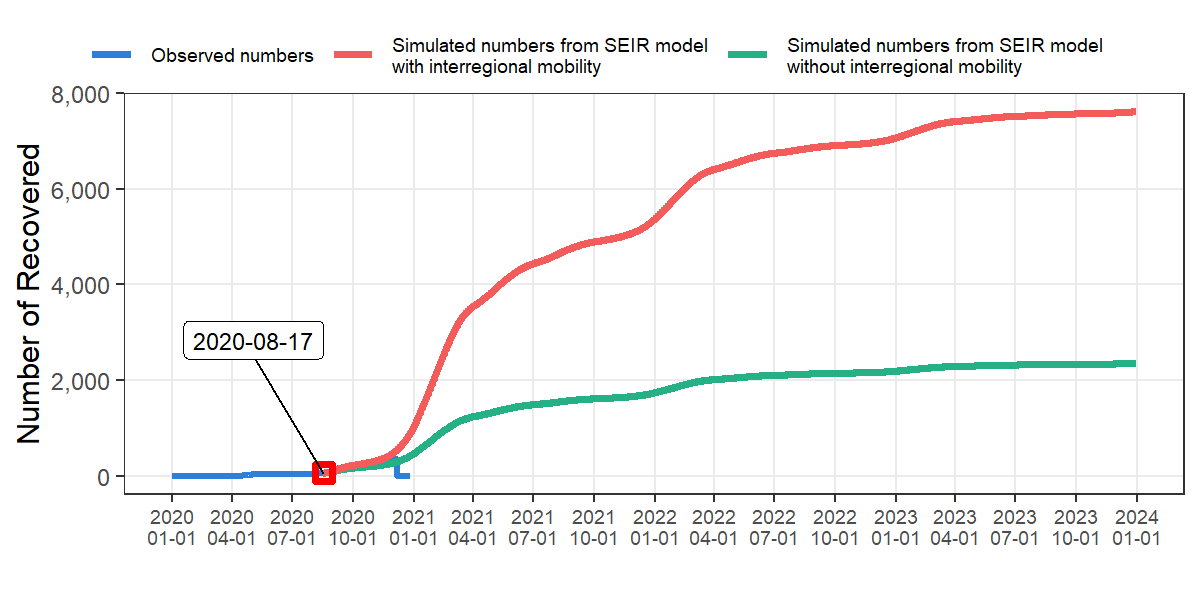 Observed numbers
Simulated numbers from SEIR model
with interregional mobility
Simulated numbers from SEIR model
without interregional mobility
Number of Recovered
8,000
6,000
4,000
2,000
0
2020-08-17
2020 2020 2020 2020 2021 2021 2021 2021 2022 2022 2022 2022 2023 2023 2023 2023 2024
01-01 04-01 07-01 10-01 01-01 04-01 07-01 10-01 01-01 04-01 07-01 10-01 01-01 04-01 07-01 10-01 01-01